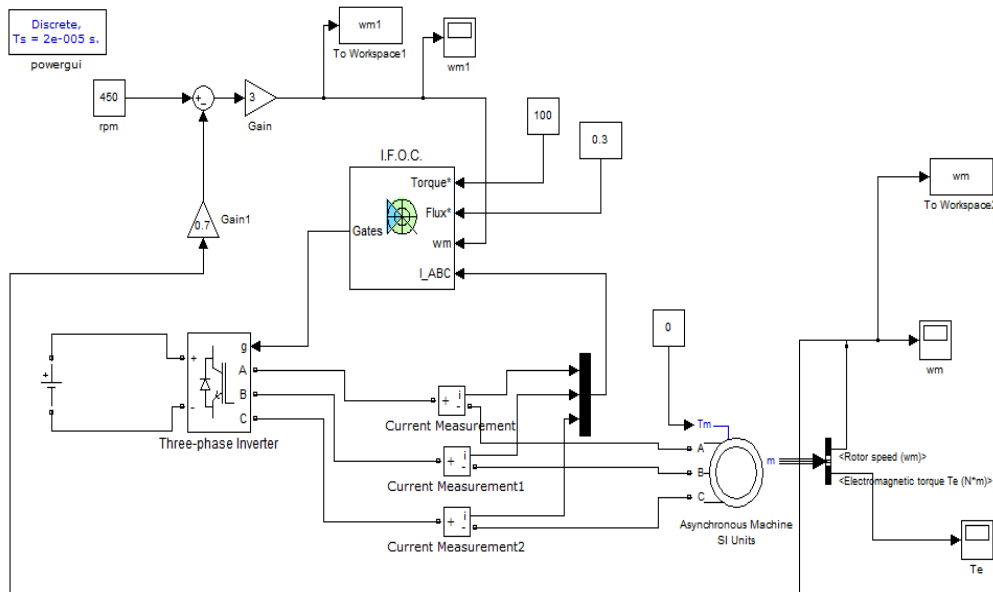 Discrete,
Ts = 2e-005 s.
powergui
wm1
To Workspace1
wm1
450
rpm
+
-
3
Gain
100
0.3
I.F.O.C.
Torque*
Flux*
Gates
wm
I_ABC
0.7
Gain1
wm
To Workspace2
0
wm
+
+
-
g
A
B
C
Three-phase Inverter
+
i
-
Current Measurement
+
i
-
Current Measurement1
+
i
-
Current Measurement2
Tm
A
B
C
m
Asynchronous Machine
SI Units
<Rotor speed (wm)>
<Electromagnetic torque Te (N*m)>
Te